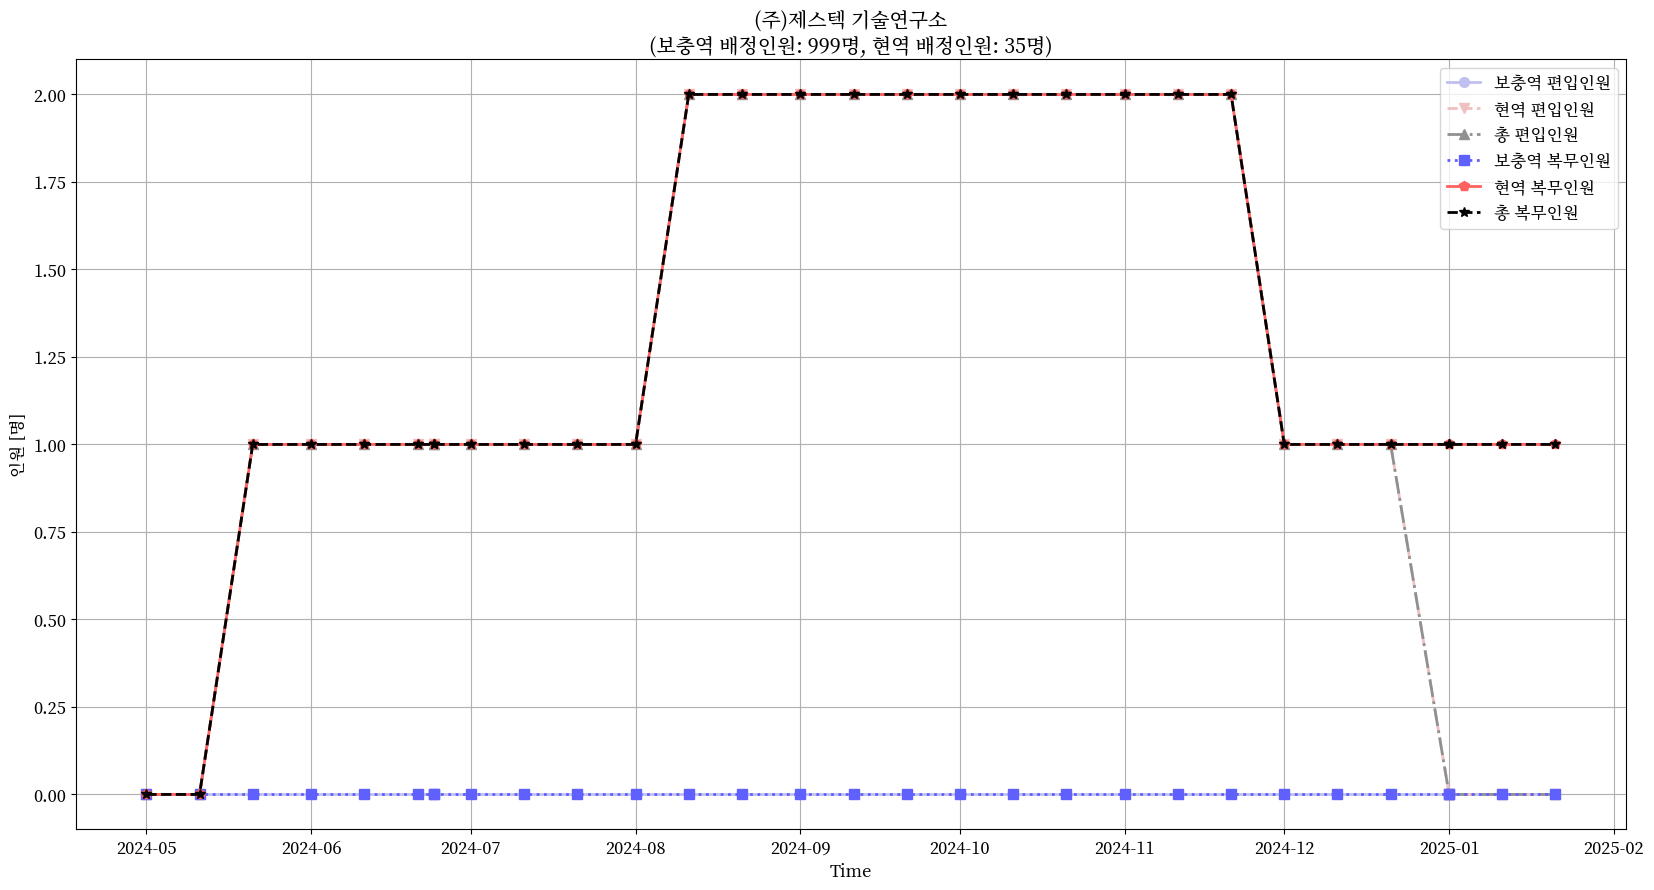 (주)제스텍 기술연구소
(보충역 배정인원: 999명, 현역 배정인원: 35명)
2.00
1.75
1.50
1.25
1.00
0.75
0.50
0.25
0.00
인원 [명]
보충역 편입인원
현역 편입인원
총 편입인원
보충역 복무인원
현역 복무인원
총 복무인원
2024-05 2024-06 2024-07 2024-08 2024-09 2024-10 2024-11 2024-12 2025-01 2025-02
Time